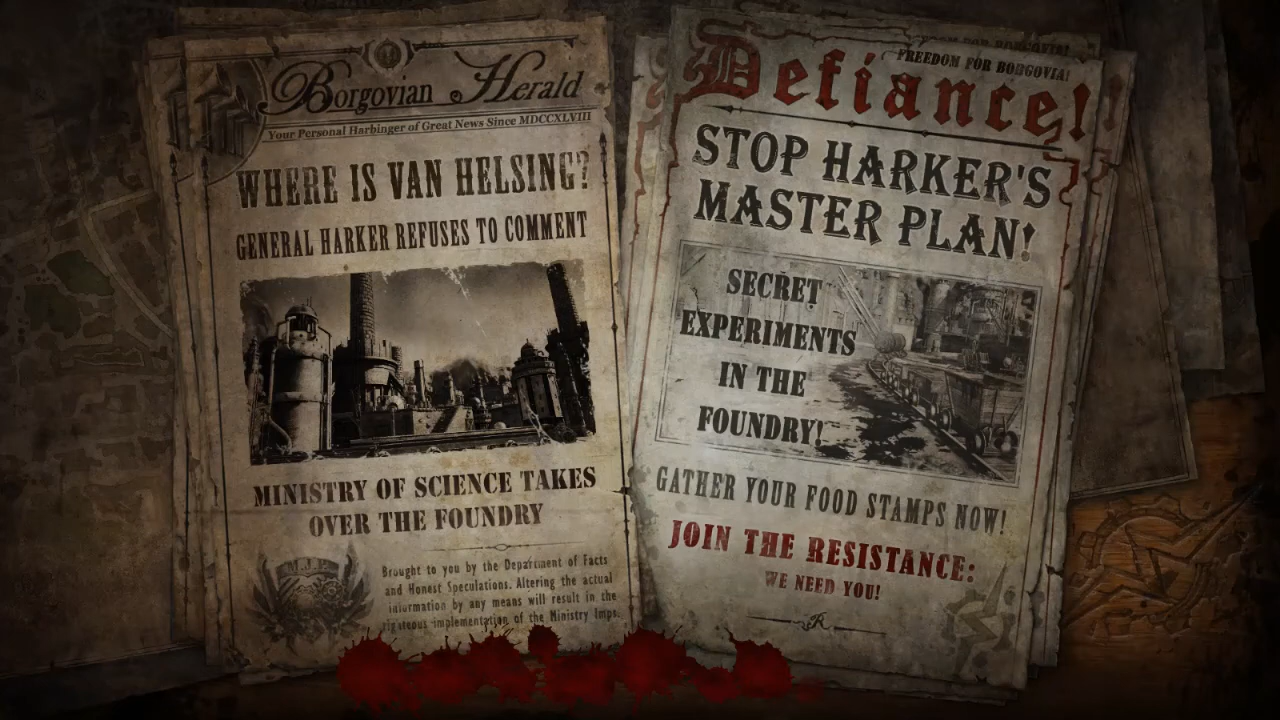 Borgovian Herald
Your Personal Harbinger of Great News Since MDCCXLVIII
WHERE IS VAN HELSING?
GENERAL HARKER REFUSES TO COMMENT
MINISTRY OF SCIENCE TAKES
OVER THE FOUNDRY
Brought to you by the Department of Facts
and Honest Speculations. Altering the actual
information by any means will result in the
righteous implementation of the Ministry Imps.
FREEDOM FOR BORGOVIA!
Defiance!
STOP HARKER'S
MASTER PLAN!
SECRET
EXPERIMENTS
IN THE
FOUNDRY!
GATHER YOUR FOOD STAMPS NOW!
JOIN THE RESISTANCE:
WE NEED YOU!
R